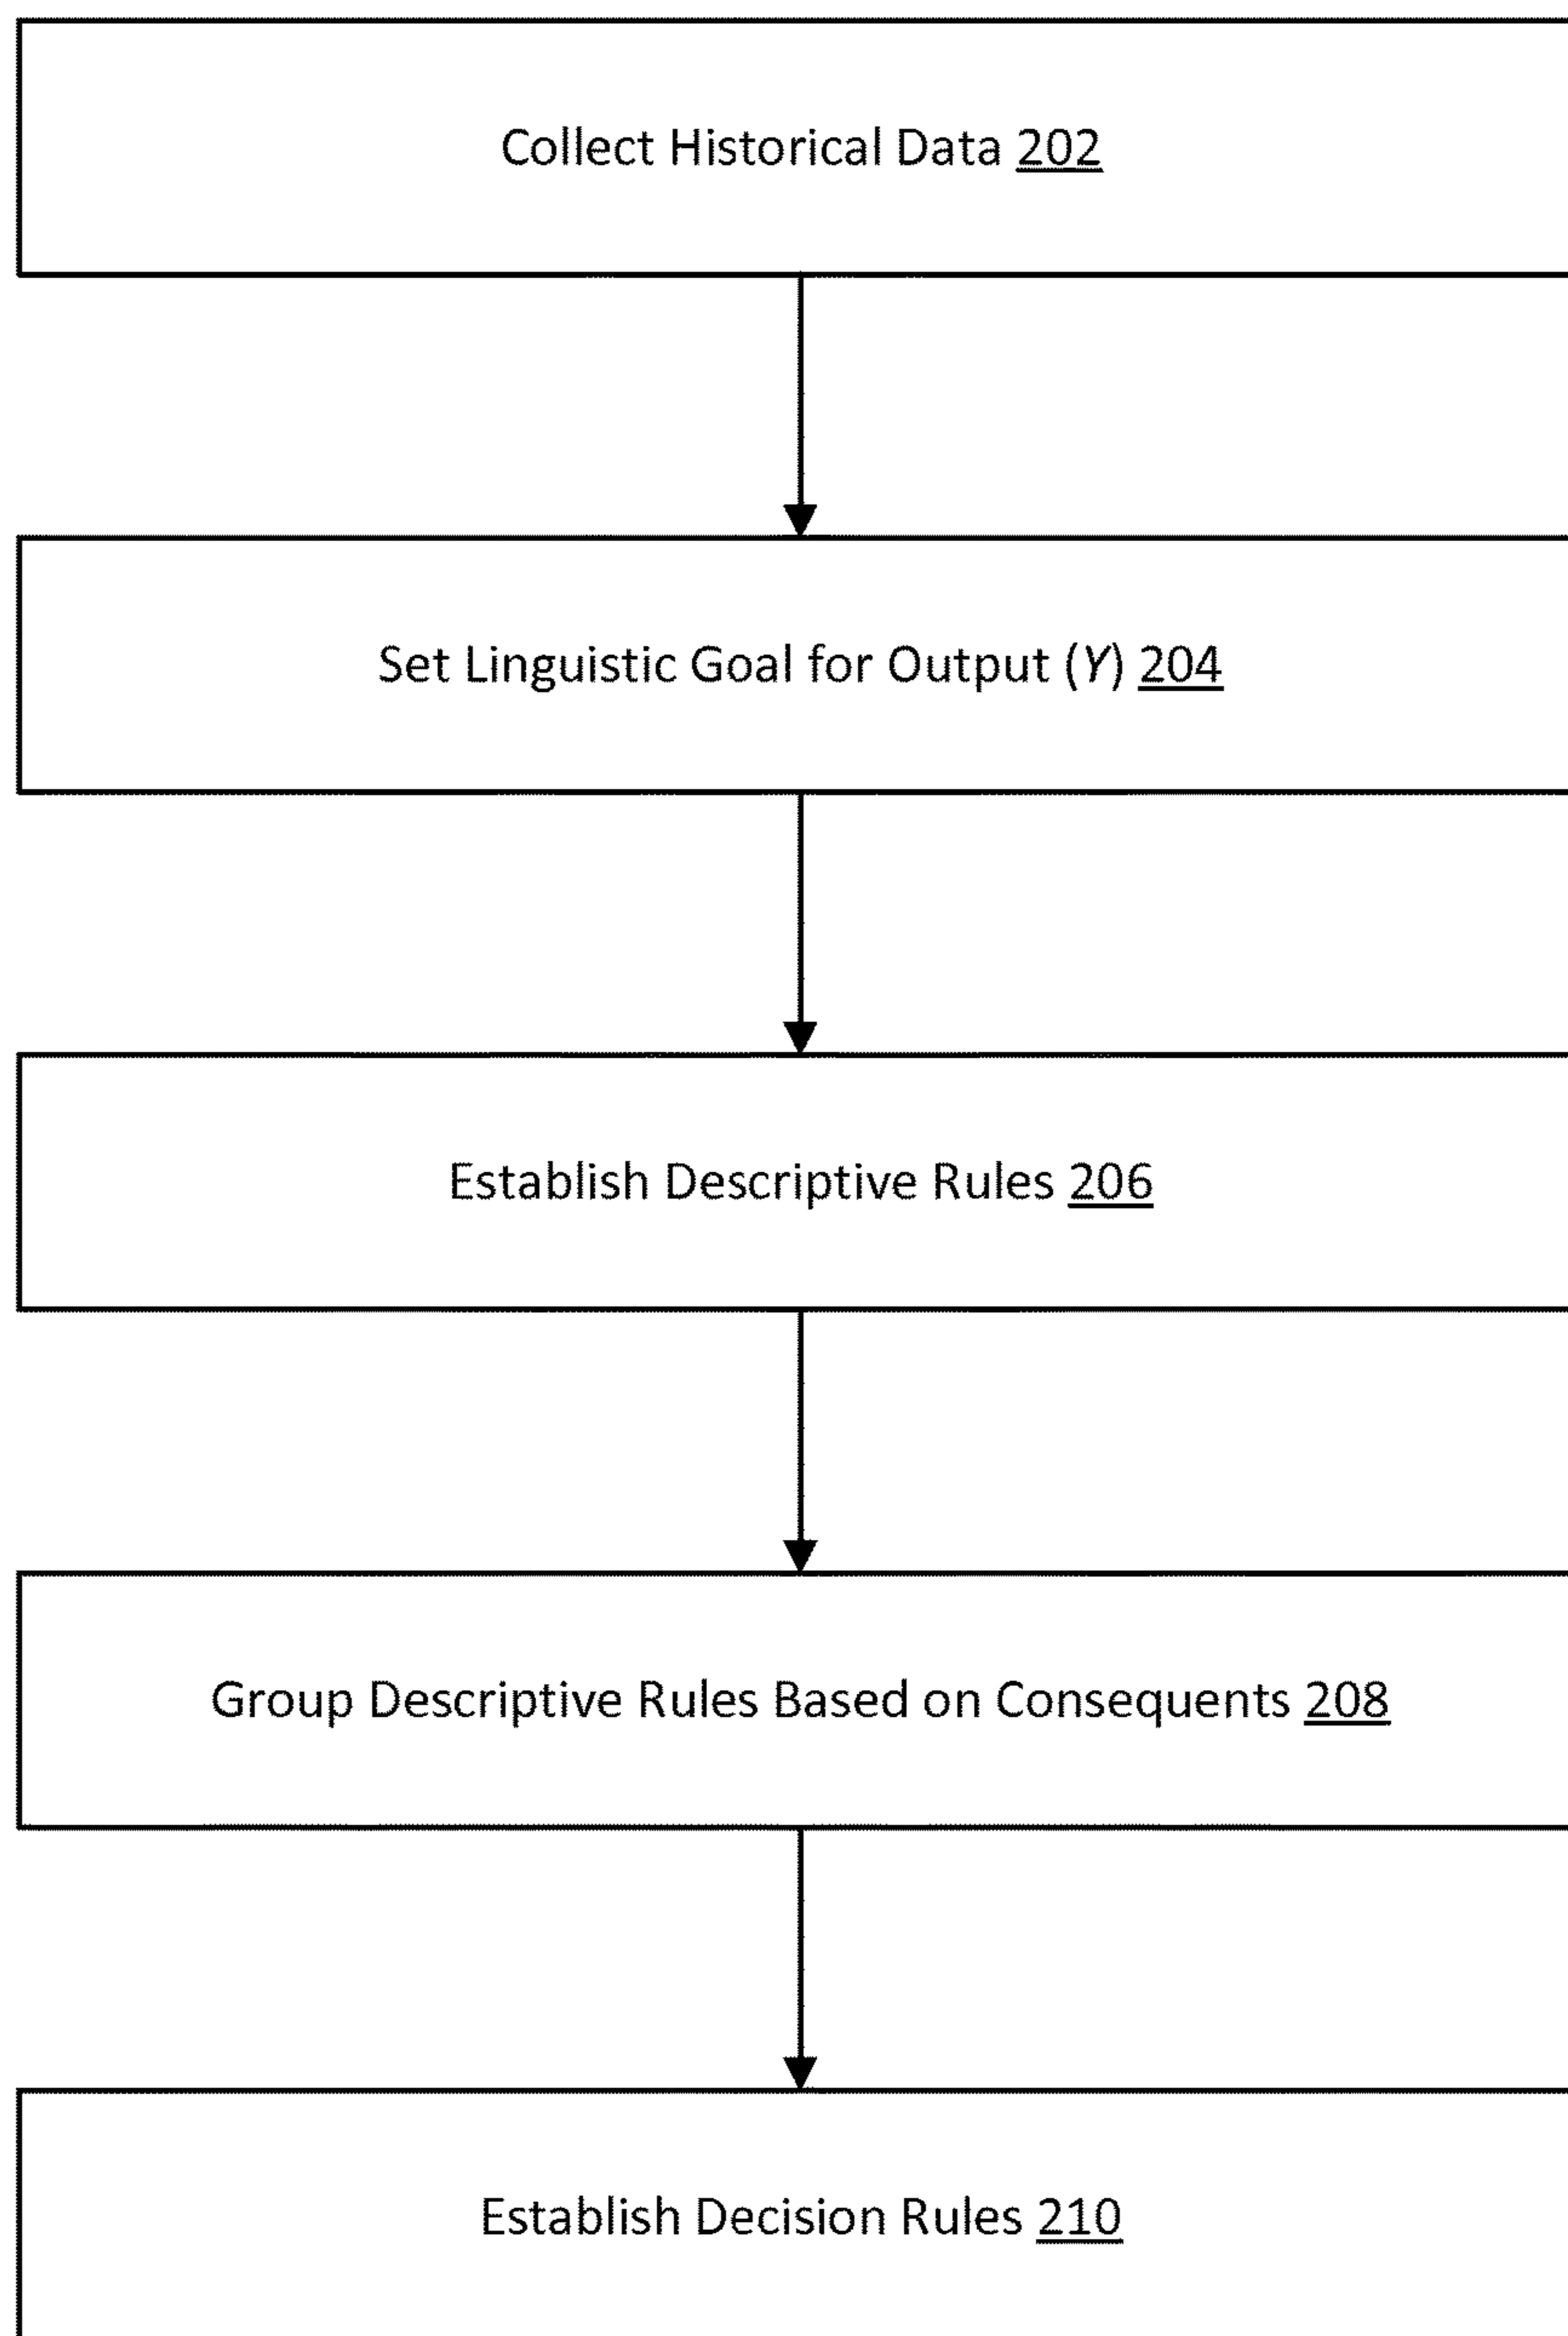 Collect Historical Data 202
Set Linguistic Goal for Output (Y) 204
Establish Descriptive Rules 206
Group Descriptive Rules Based on Consequents 208
Establish Decision Rules 210